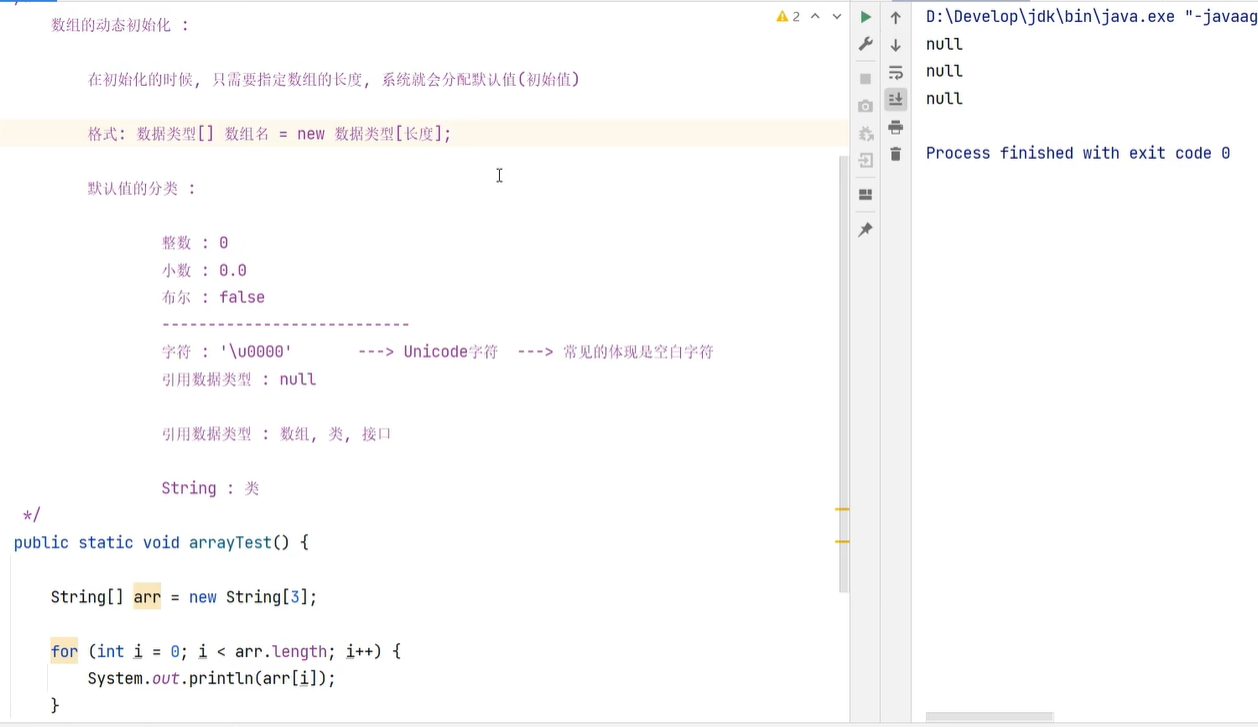 数组的动态初始化 :
在初始化的时候, 只需要指定数组的长度, 系统就会分配默认值(初始值)
格式: 数据类型[] 数组名 = new 数据类型[长度];
默认值的分类 :
整数 : 0
小数 : 0.0
布尔 : false
---------------------------
字符 : '\u0000' ---> Unicode字符 ---> 常见的体现是空白字符
引用数据类型 : null
引用数据类型 : 数组, 类, 接口
String : 类
*/
public static void arrayTest() {
String[] arr = new String[3];
for (int i = 0; i < arr.length; i++) {
System.out.println(arr[i]);
}
2
D:\Develop\jdk\bin\java.exe "-javaag
null
null
null
Process finished with exit code 0